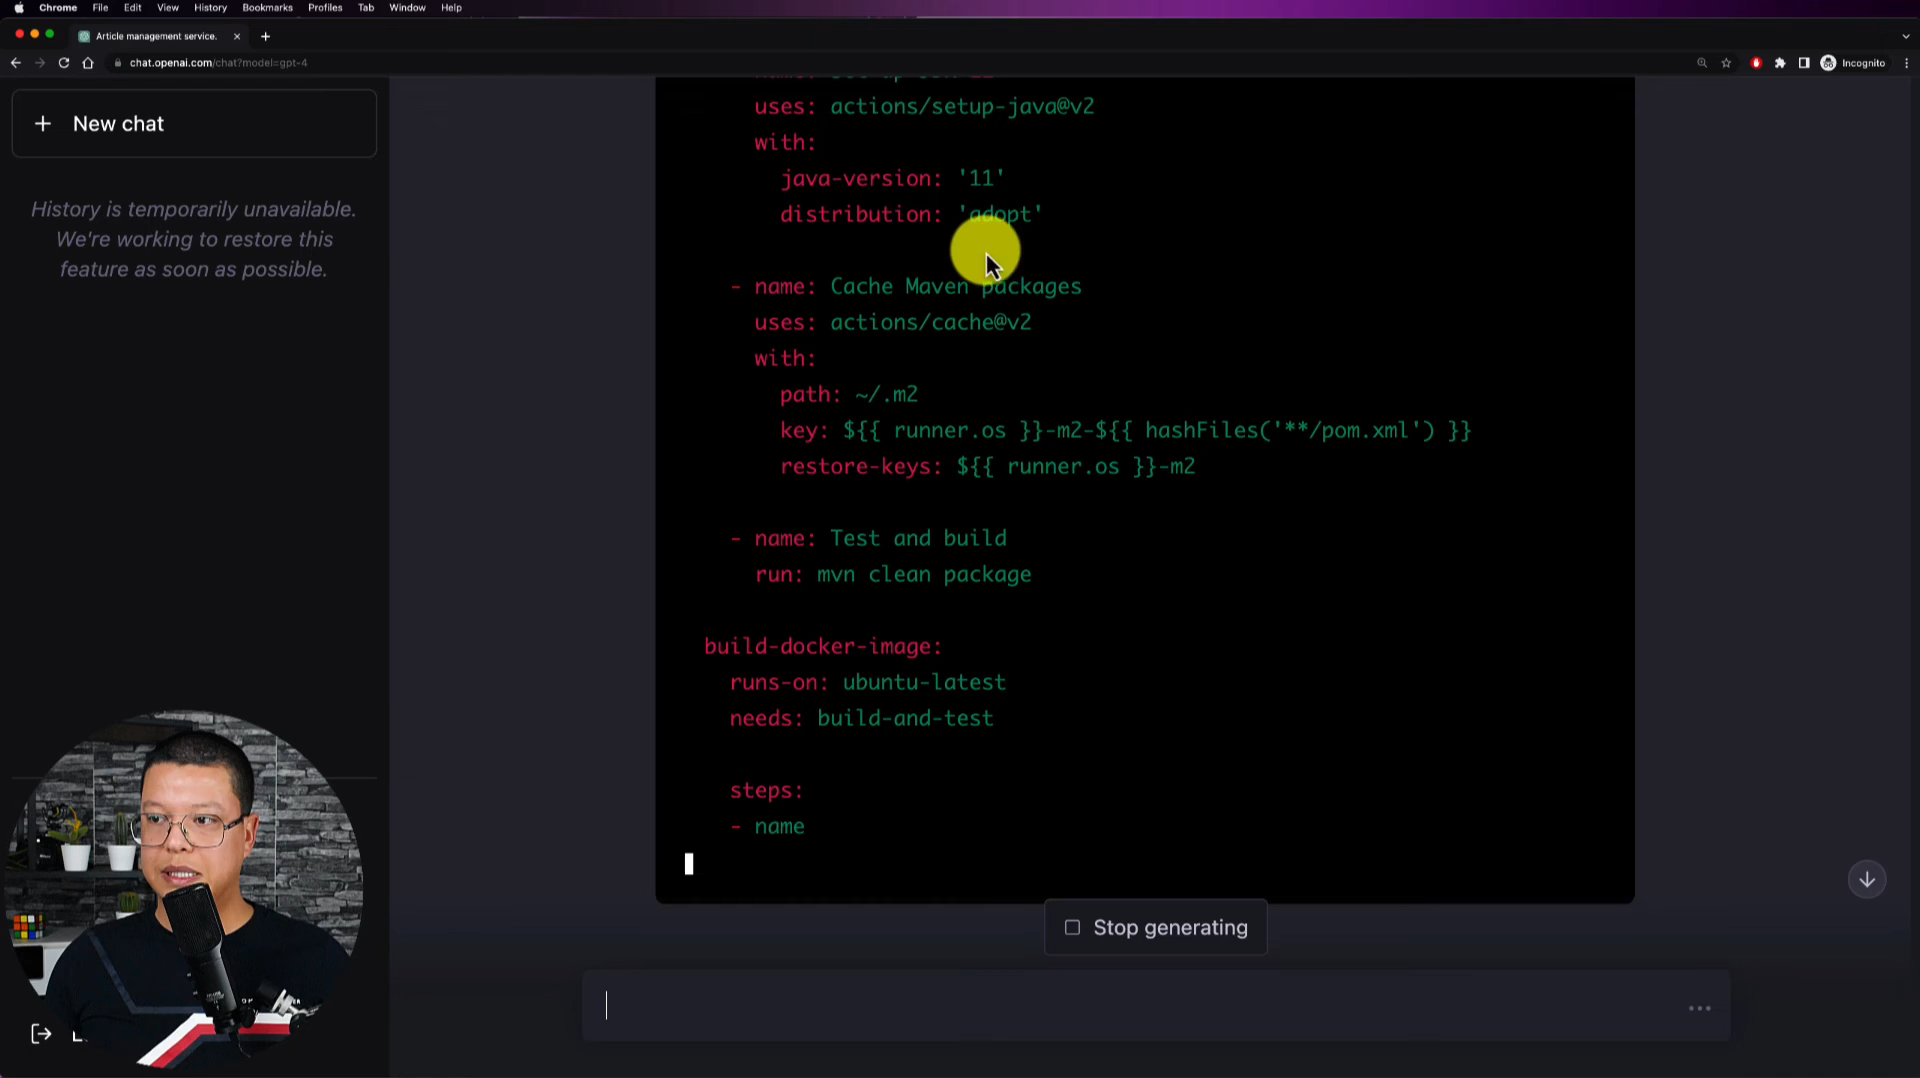 Chrome File Edit View History Bookmarks Profiles Tab Window Help
Article management service.
chat.openai.com/chat?model=gpt-4
Incognito
New chat
History is temporarily unavailable.
We're working to restore this
feature as soon as possible.
uses: actions/setup-java@v2
with:
java-version: '11'
distribution: 'adopt'
- name: Cache Maven packages
uses: actions/cache@v2
with:
path: ~/.m2
key: ${{ runner.os }}-m2-${{ hashFiles('**/pom.xml') }}
restore-keys: ${{ runner.os }}-m2
- name: Test and build
run: mvn clean package
build-docker-image:
runs-on: ubuntu-latest
needs: build-and-test
steps:
- name
Stop generating